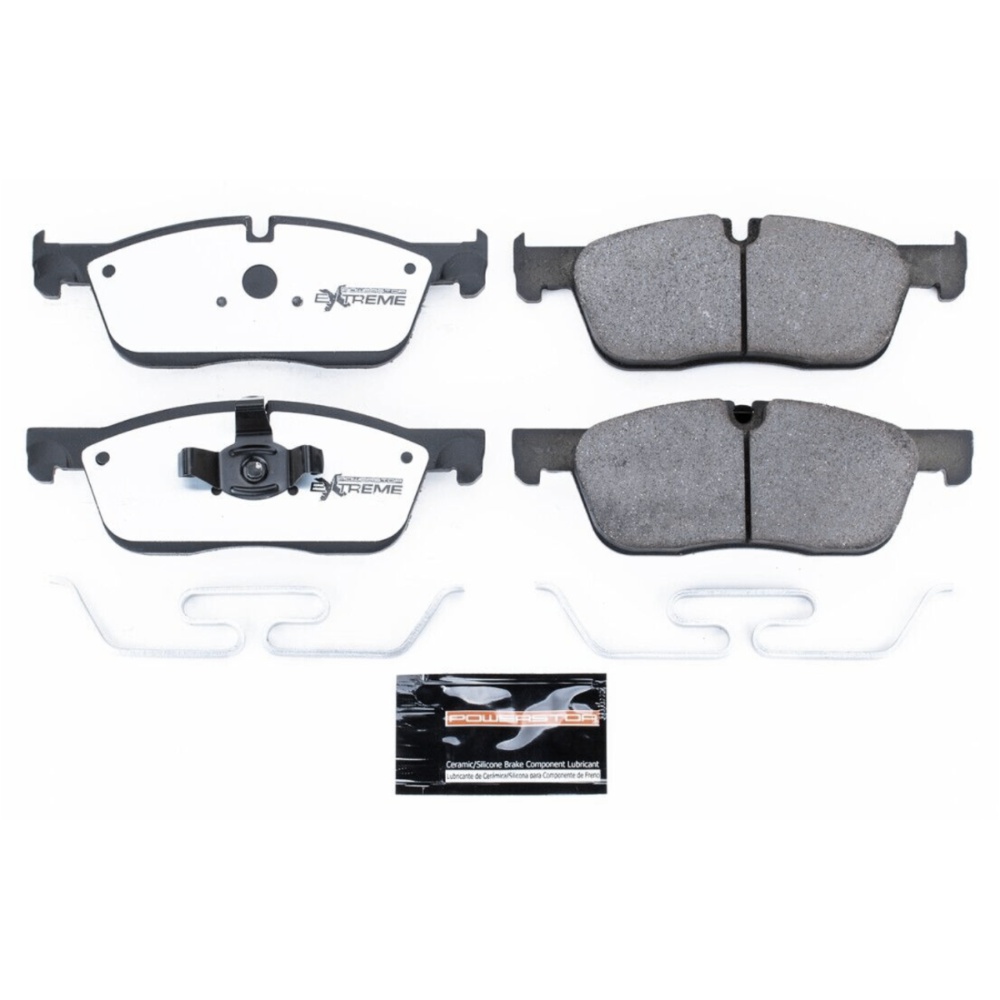 POWERSTOP
EXTREME
POWERSTOP
EXTREME
POWERSTOP
Ceramic/Silicone Brake Component Lubricant
Lubricante de Cerámica/Silicona para Componente de Freno